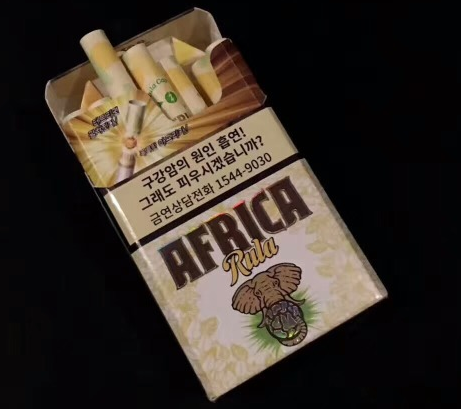 구강암의 원인 흡연!
그래도 피우시겠습니까?
금연상담전화 1544-9030
AFRICA
Rula